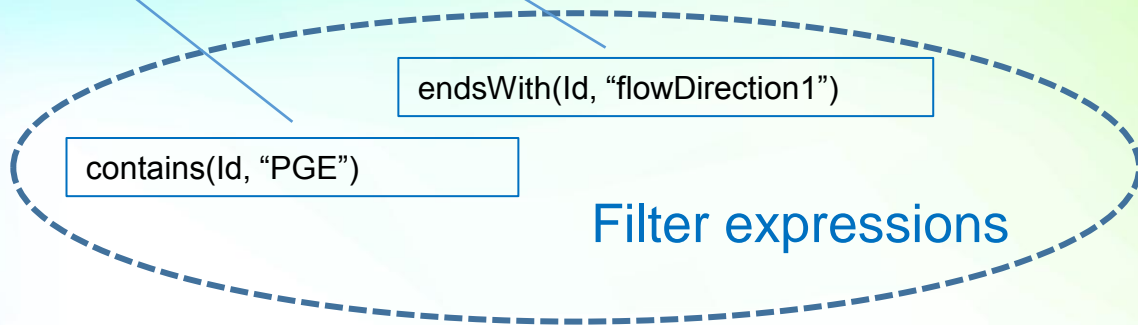 endsWith(Id, “flowDirection1”)
contains(Id, “PGE”)
Filter expressions